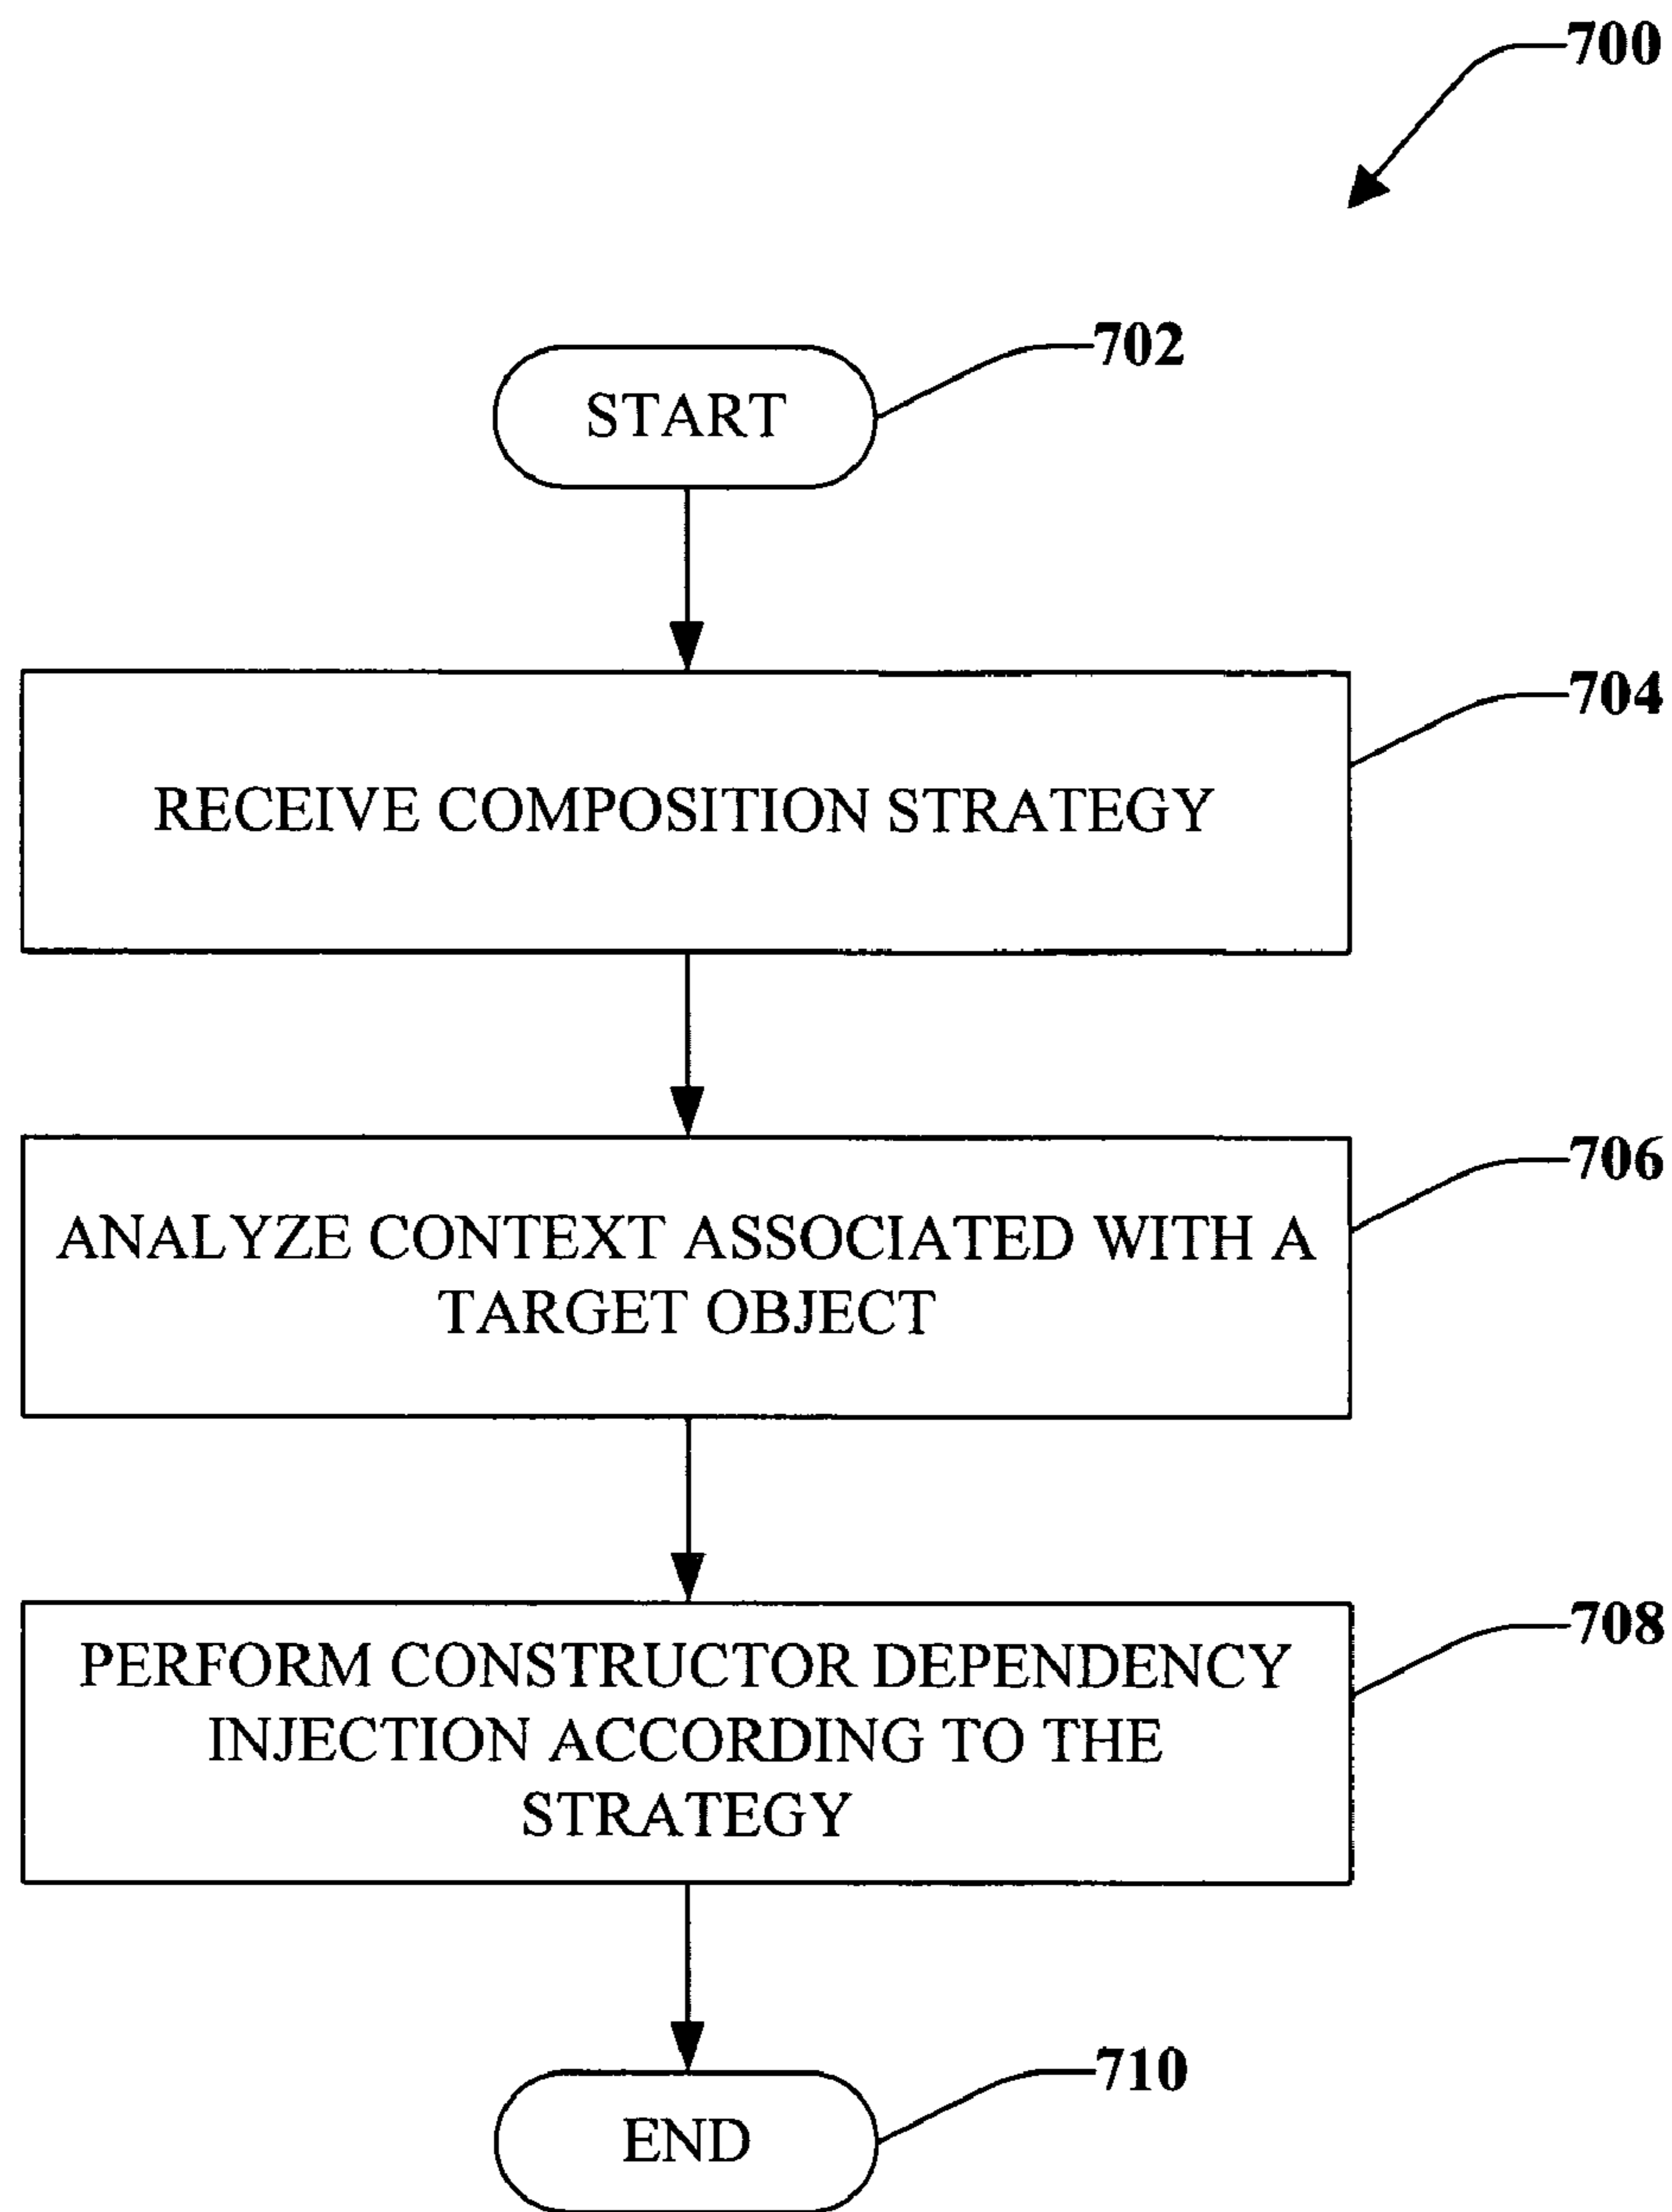 700
702
START
704
RECEIVE COMPOSITION STRATEGY
706
ANALYZE CONTEXT ASSOCIATED WITH A
TARGET OBJECT
708
PERFORM CONSTRUCTOR DEPENDENCY
INJECTION ACCORDING TO THE
STRATEGY
710
END